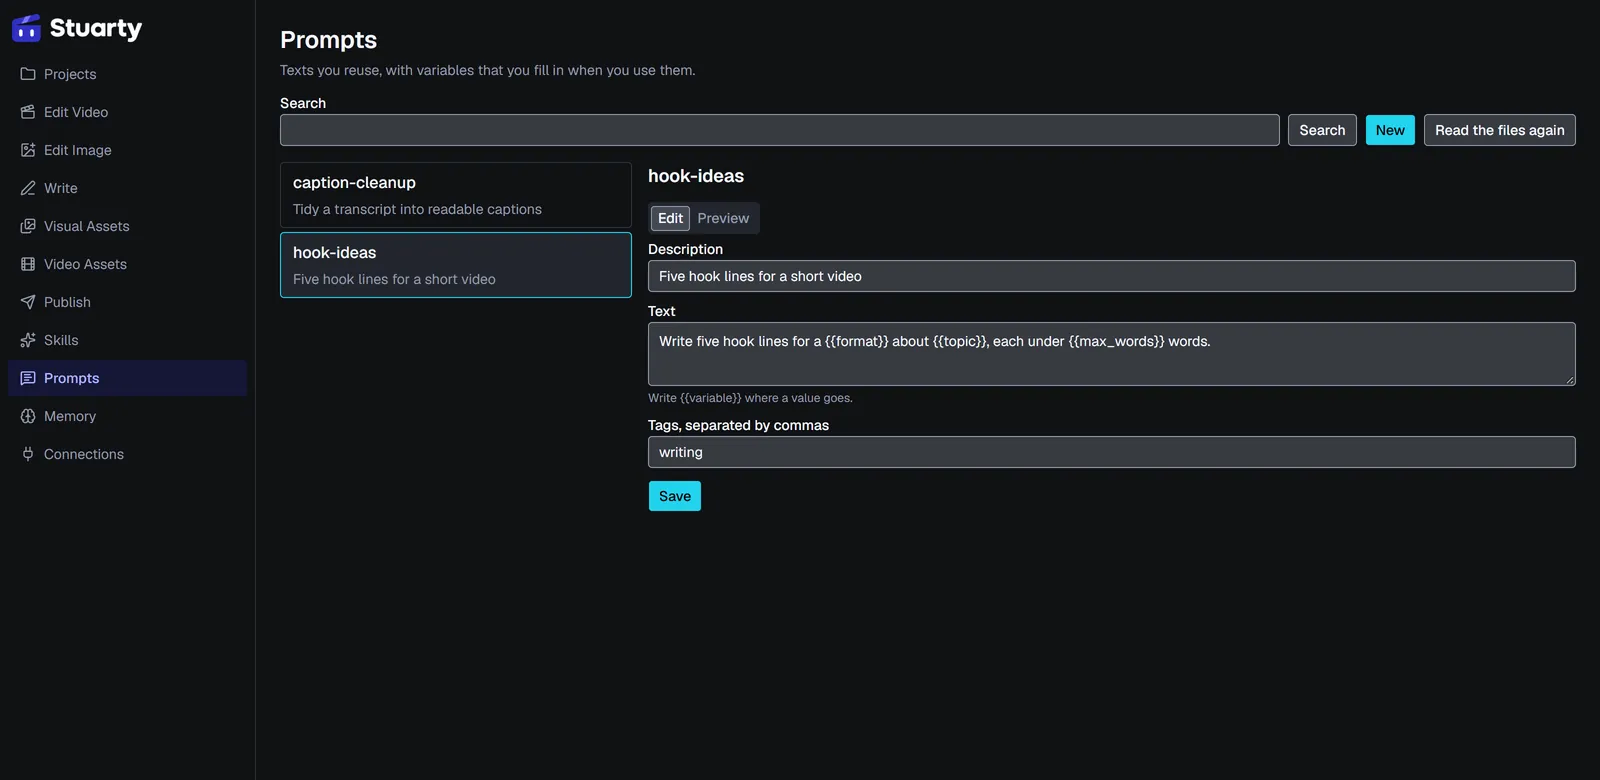 Stuarty
Projects
Edit Video
Edit Image
Write
Visual Assets
Video Assets
Publish
Skills
Prompts
Memory
Connections
Prompts
Texts you reuse, with variables that you fill in when you use them.
Search
Search
New
Read the files again
caption-cleanup
Tidy a transcript into readable captions
hook-ideas
Five hook lines for a short video
hook-ideas
Edit
Preview
Description
Five hook lines for a short video
Text
Write five hook lines for a {{format}} about {{topic}}, each under {{max_words}} words.
Write {{variable}} where a value goes.
Tags, separated by commas
writing
Save